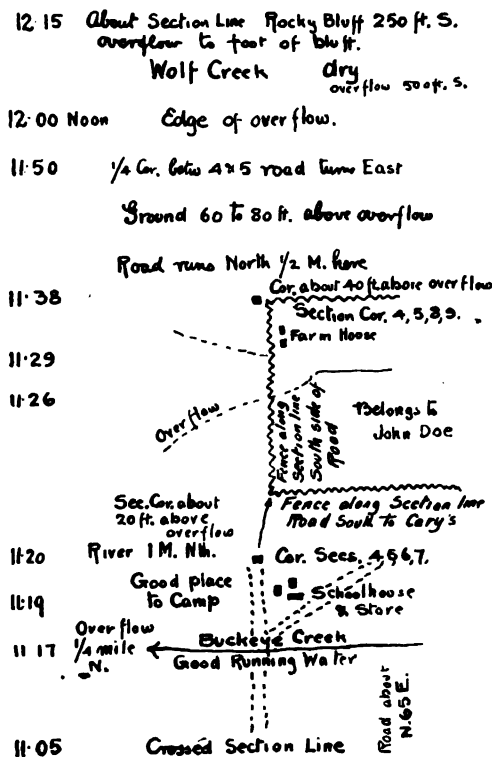 12·15 About Section Line Rocky Bluff 250 ft. S.
overflow to foot of bluff.
Wolf Creek dry
overflow 500 ft. S.
12·00 Noon Edge of overflow.
11·50 1/4 Cor. betw 4 & 5 road turns East
Ground 60 to 80 ft. above overflow
Road runs North 1/2 M. here
Cor. about 40 ft. above overflow
11·38
Section Cor. 4, 5, 8, 9.
Farm House
11·29
11·26
Overflow
Fence along
Section line
South side of
Road
Belongs to
John Doe
Sec. Cor. about
20 ft. above
overflow
Fence along Section line
Road South to Cary's
11·20 River 1 M. Nth. Cor. Secs. 4, 5, 6, 7.
Good place
to Camp
Schoolhouse
& Store
11·19
Overflow
1/4 mile
N.
11·17
Buckeye Creek
Good Running Water
Road about
N. 65 E.
11·05 Crossed Section Line